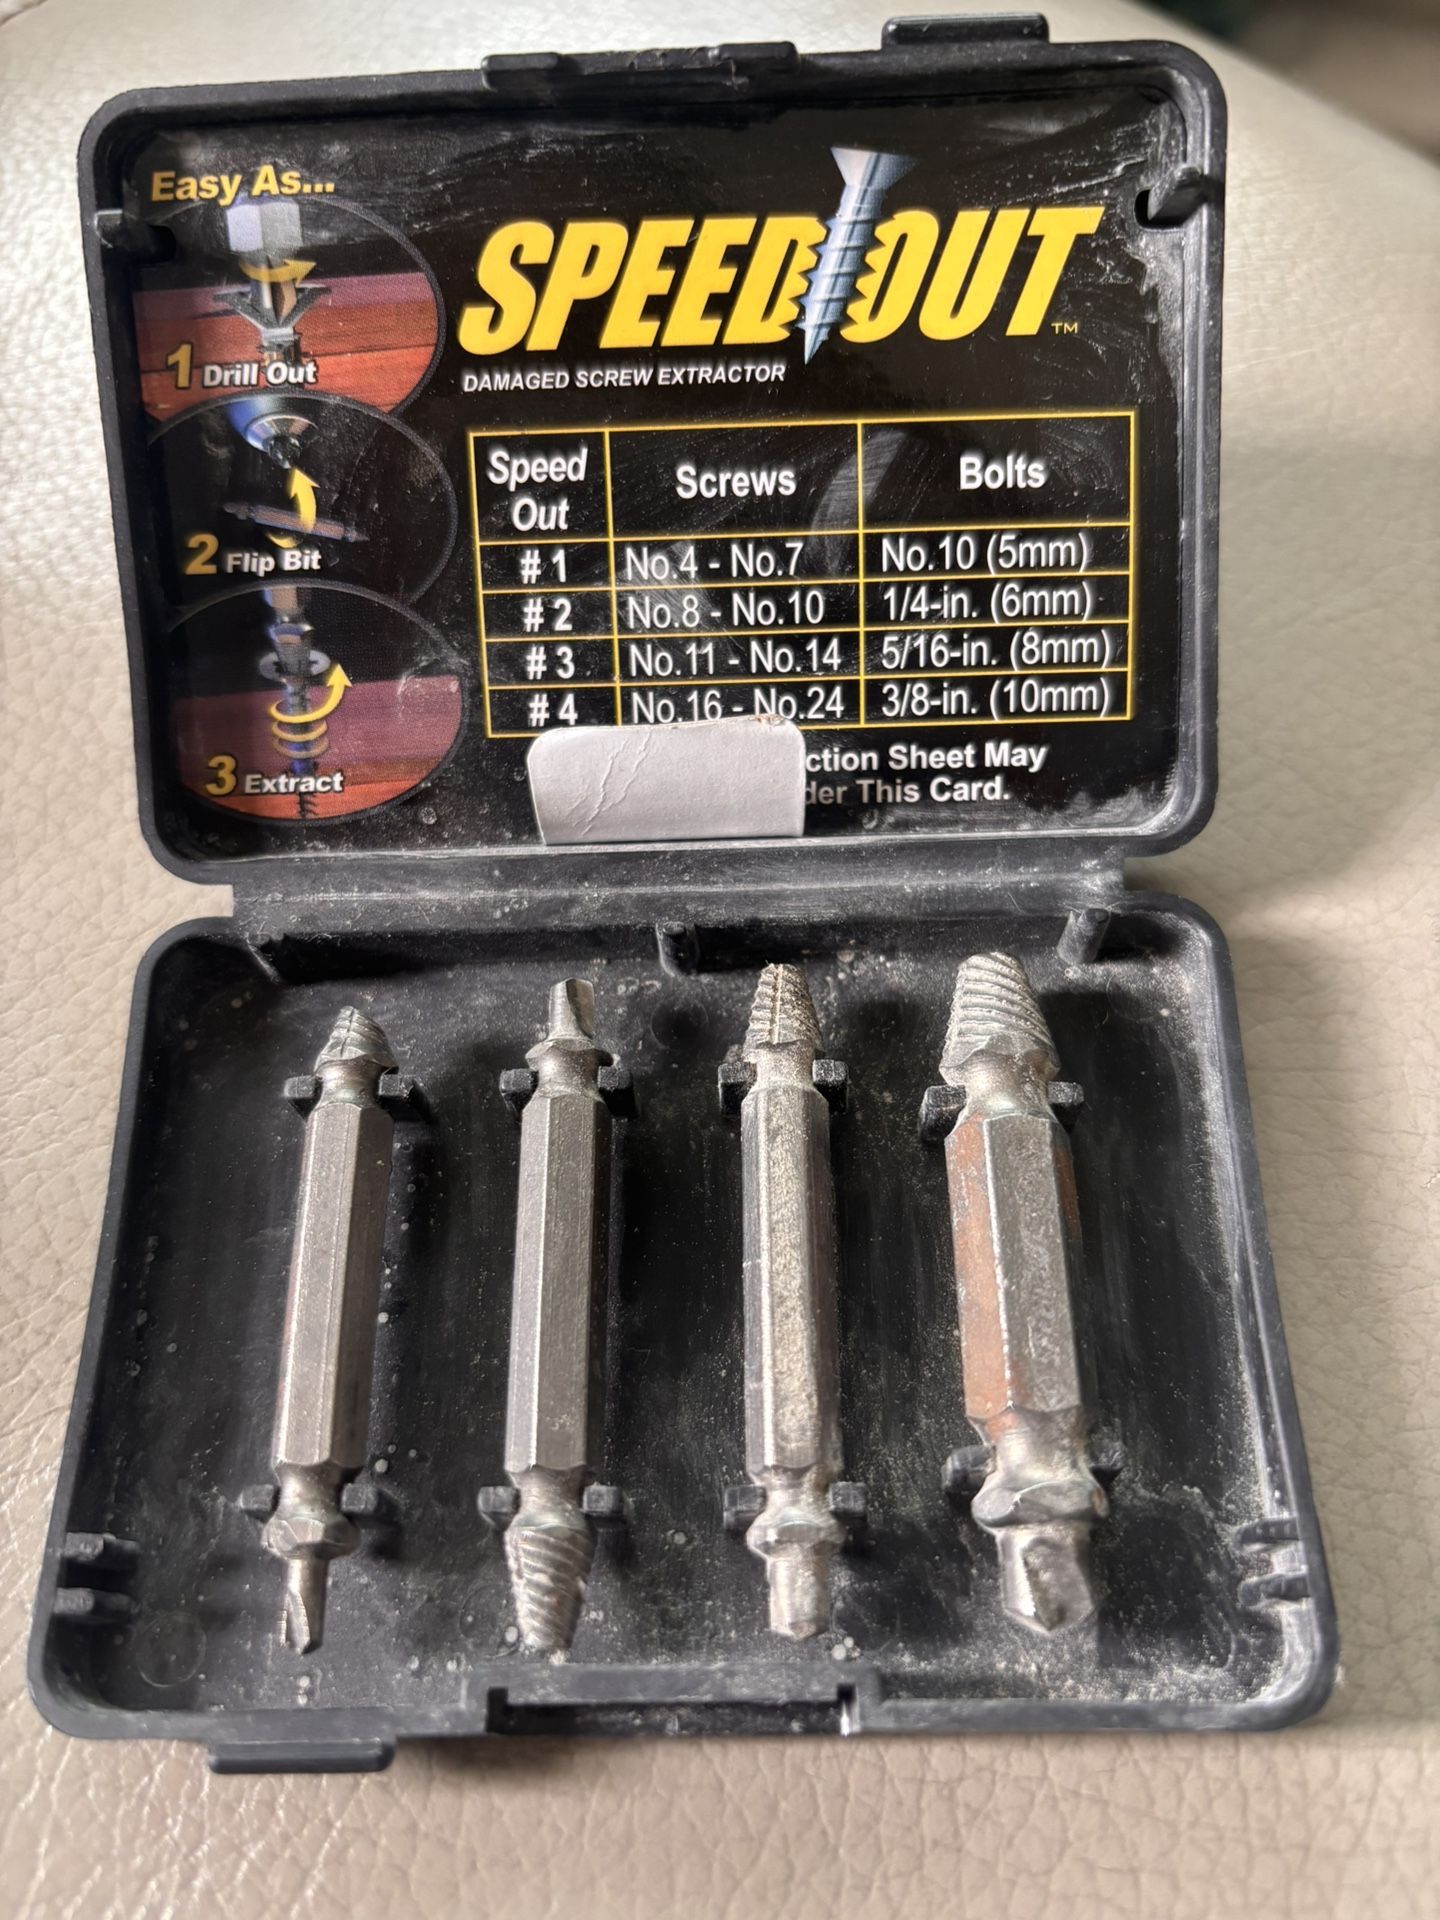 Easy As...
1 Drill Out
2 Flip Bit
3 Extract
SPEED OUT™
DAMAGED SCREW EXTRACTOR
Speed Out Screws Bolts
# 1 No.4 - No.7 No.10 (5mm)
# 2 No.8 - No.10 1/4-in. (6mm)
# 3 No.11 - No.14 5/16-in. (8mm)
# 4 No.16 - No.24 3/8-in. (10mm)
ction Sheet May
der This Card.